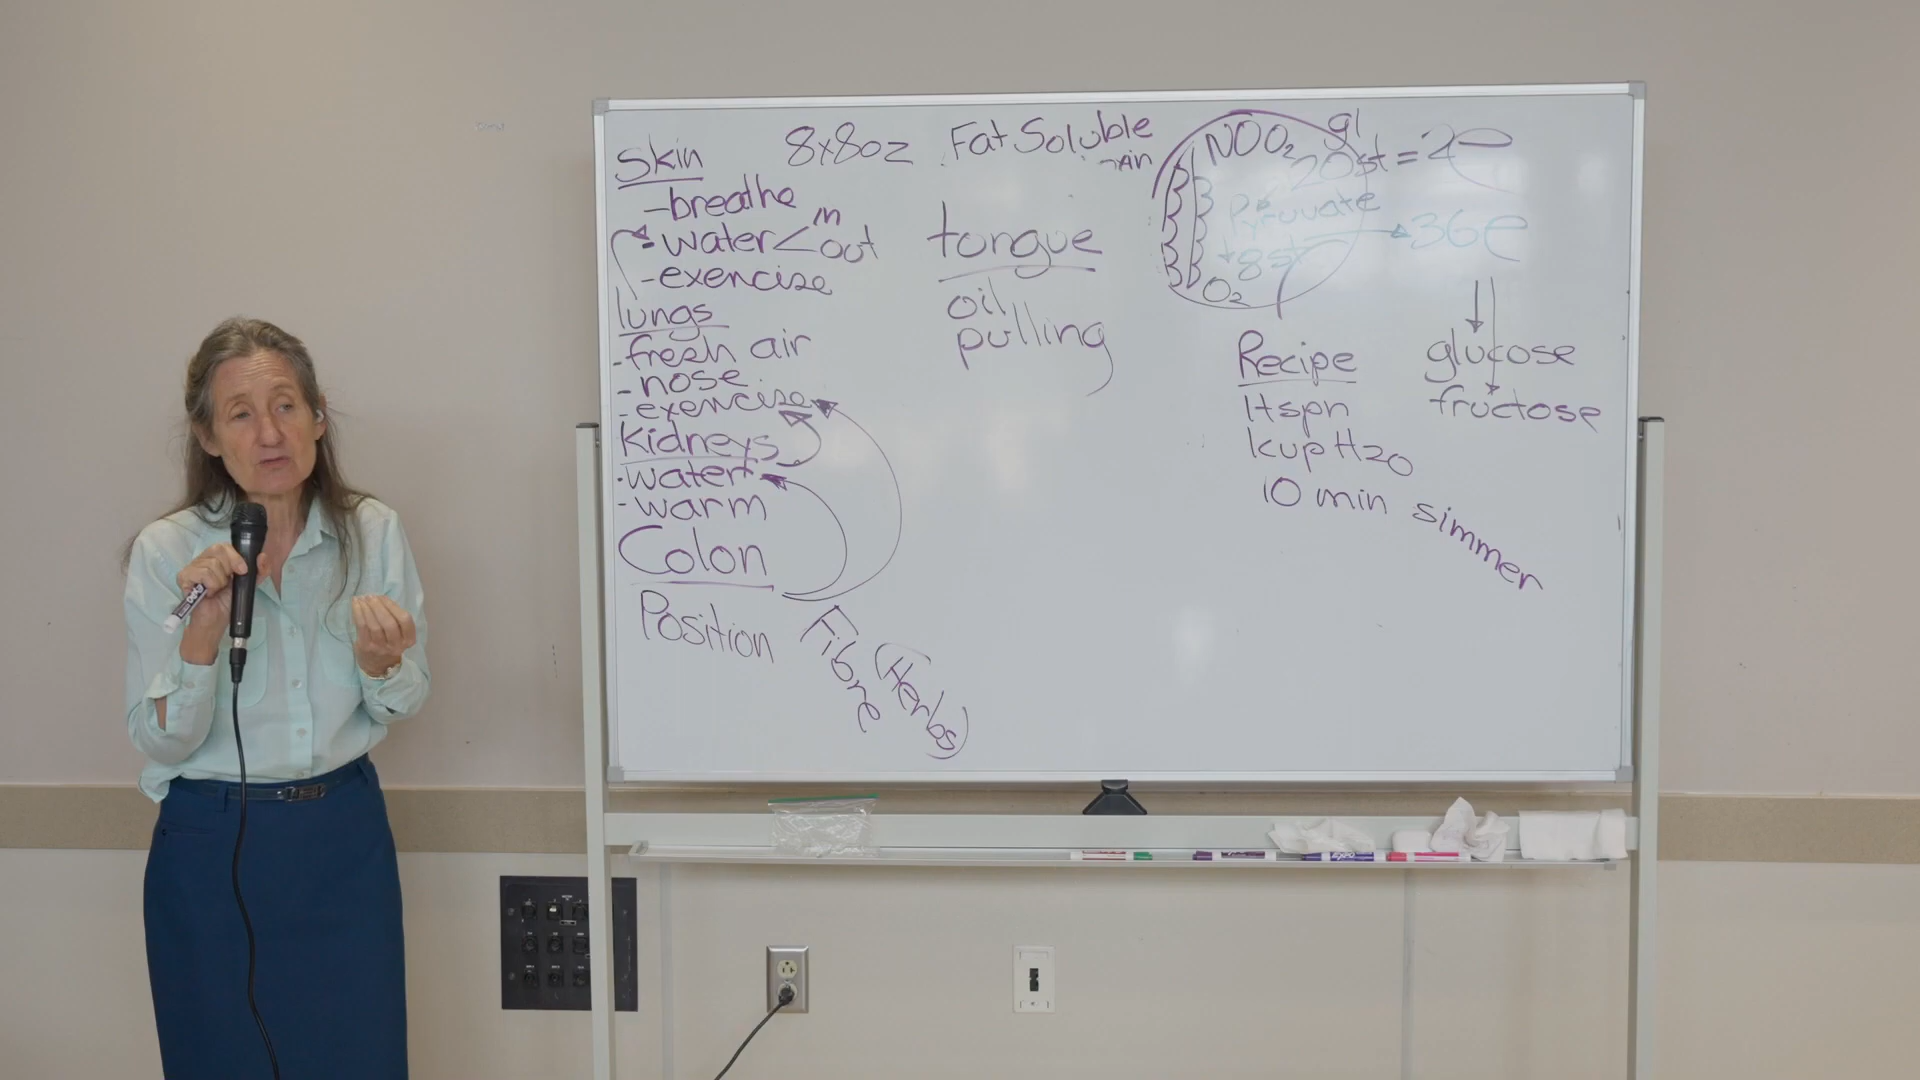 Skin
-breathe
-water< in out
-exercise
lungs
-fresh air
-nose
-exercise
Kidneys
-water
-warm
Colon
Position
Fibre
(Herbs)
8x8oz
Fat Soluble
tongue
oil
pulling
NOO₂ gl
20st = 2e
Pyruvate
36e
8st
O₂
Recipe
1tspn
1cup H₂O
10 min simmer
glucose
fructose